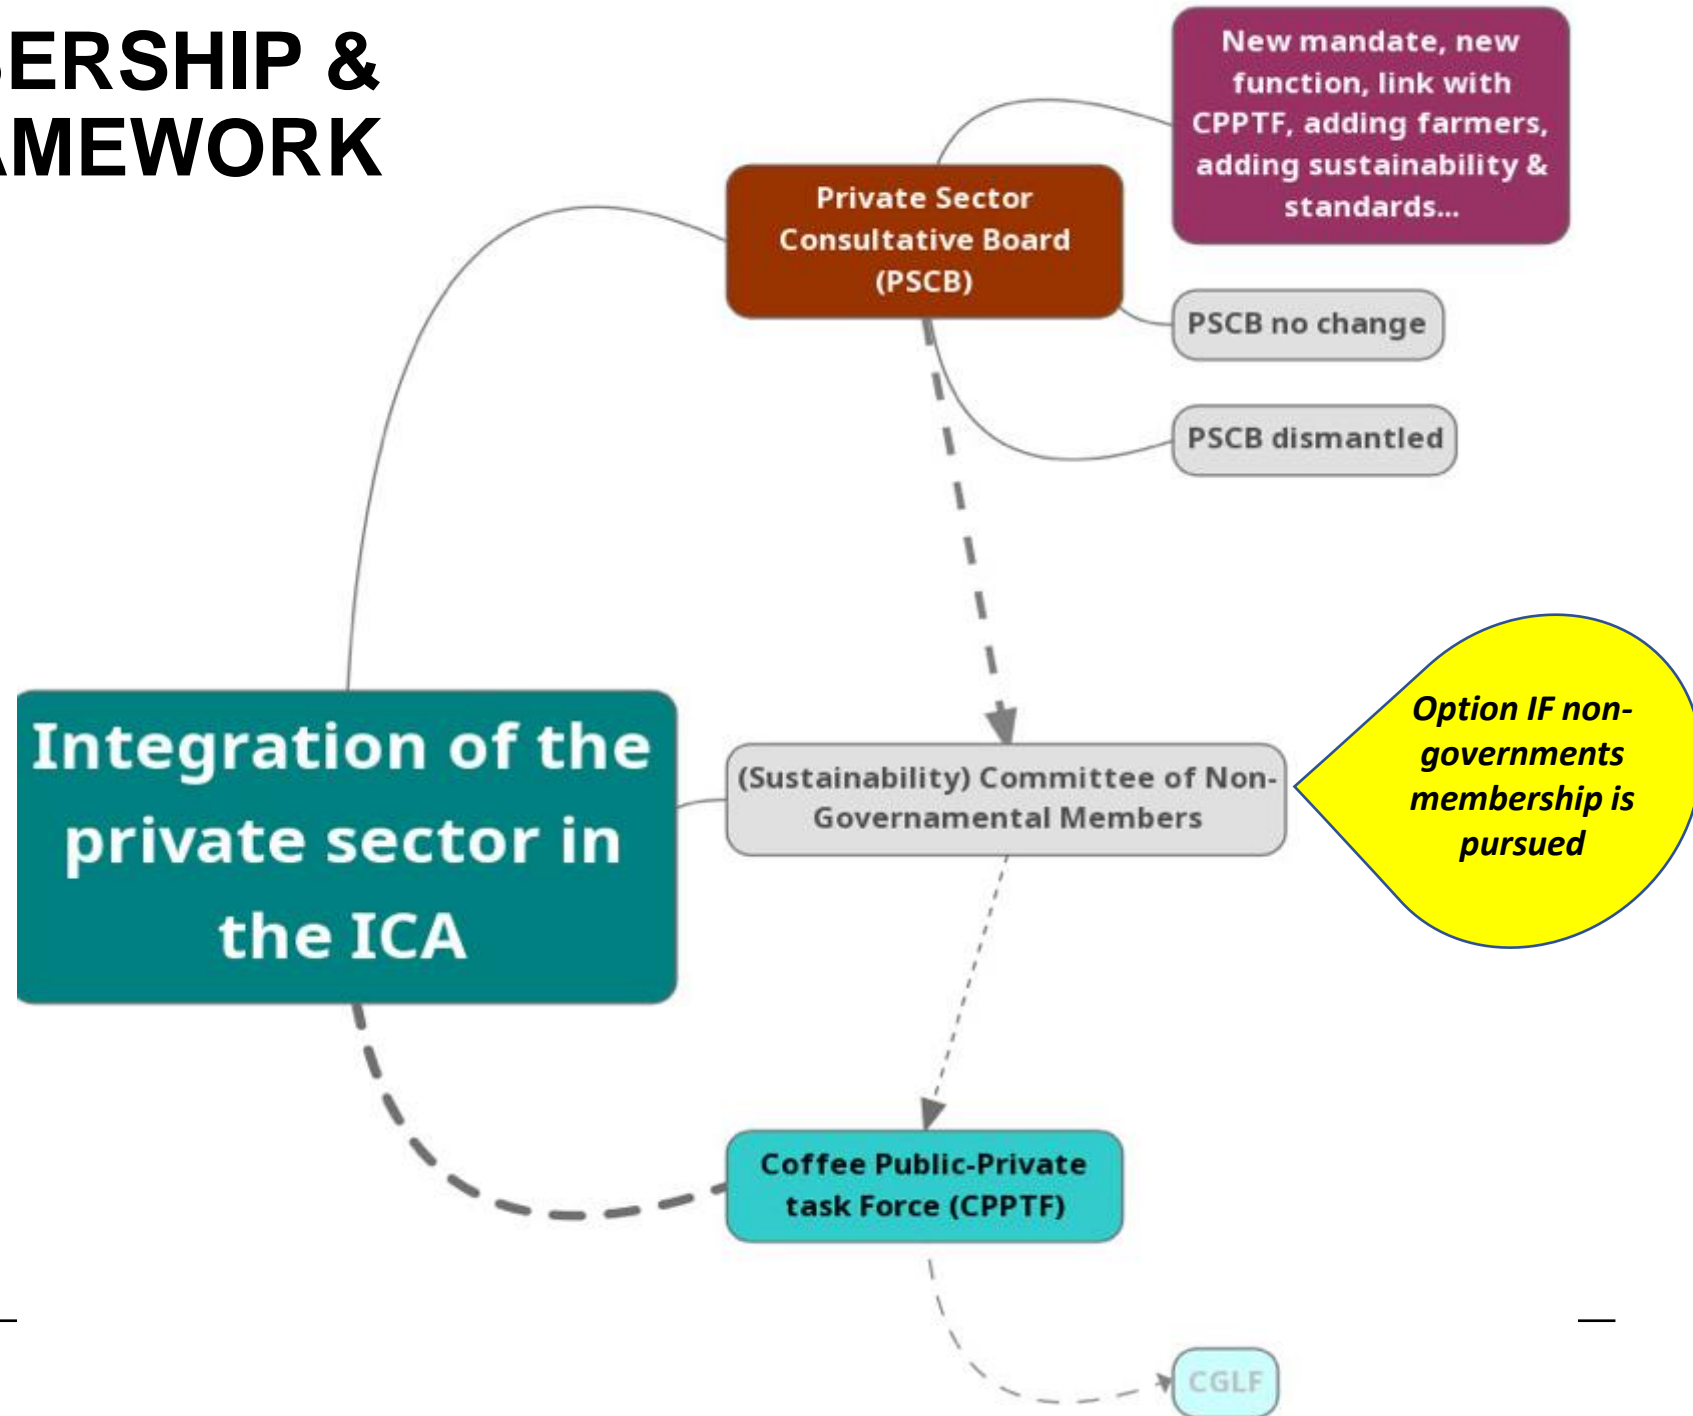 BERSHIP &
AMEWORK
New mandate, new
function, link with
CPPTF, adding farmers,
adding sustainability &
standards...
Private Sector
Consultative Board
(PSCB)
PSCB no change
PSCB dismantled
Integration of the
private sector in
the ICA
(Sustainability) Committee of Non-
Governamental Members
Option IF non-
governments
membership is
pursued
Coffee Public-Private
task Force (CPPTF)
CGLF